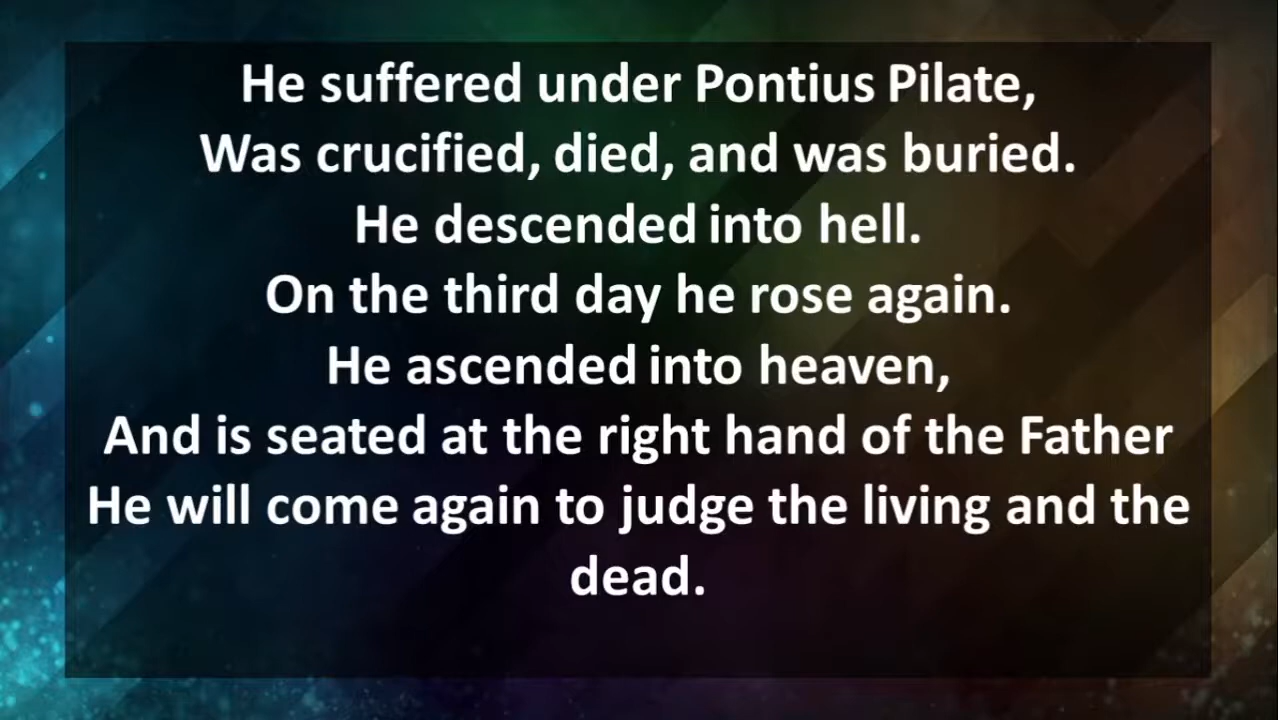 He suffered under Pontius Pilate,
Was crucified, died, and was buried.
He descended into hell.
On the third day he rose again.
He ascended into heaven,
And is seated at the right hand of the Father
He will come again to judge the living and the
dead.